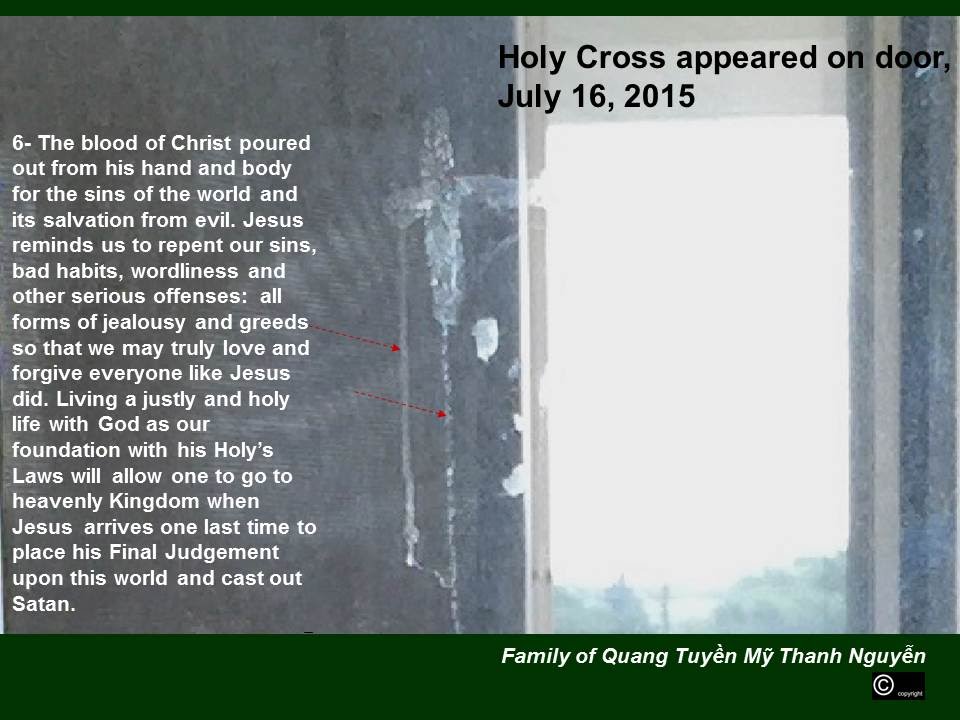 Holy Cross appeared on door,
July 16, 2015
6- The blood of Christ poured
out from his hand and body
for the sins of the world and
its salvation from evil. Jesus
reminds us to repent our sins,
bad habits, wordliness and
other serious offenses: all
forms of jealousy and greeds
so that we may truly love and
forgive everyone like Jesus
did. Living a justly and holy
life with God as our
foundation with his Holy’s
Laws will allow one to go to
heavenly Kingdom when
Jesus arrives one last time to
place his Final Judgement
upon this world and cast out
Satan.
Family of Quang Tuyền Mỹ Thanh Nguyễn
© copyright